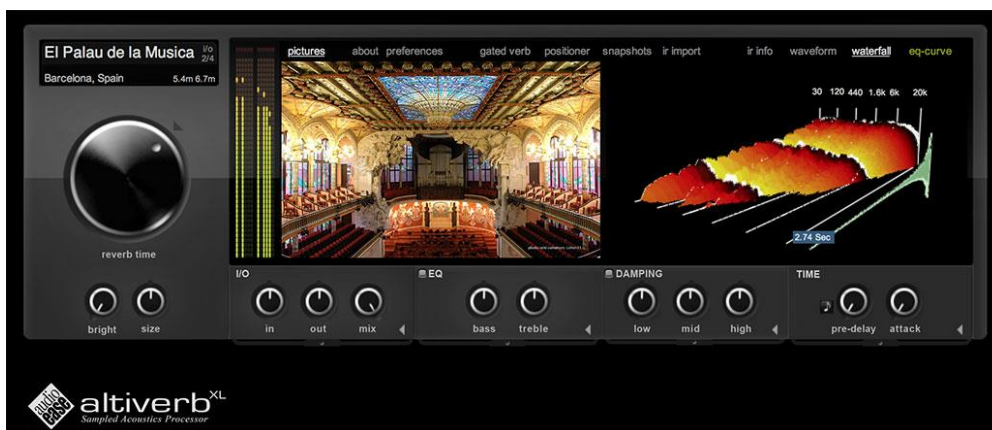 El Palau de la Musica I/o 2/4
Barcelona, Spain 5.4m 6.7m
pictures about preferences gated verb positioner snapshots ir import ir info waveform waterfall eq-curve
30 120 440 1.6k 6k 20k
2.74 Sec
reverb time
bright size
I/O EQ DAMPING TIME
in out mix bass treble low mid high pre-delay attack
audio ease
altiverb XL
Sampled Acoustics Processor